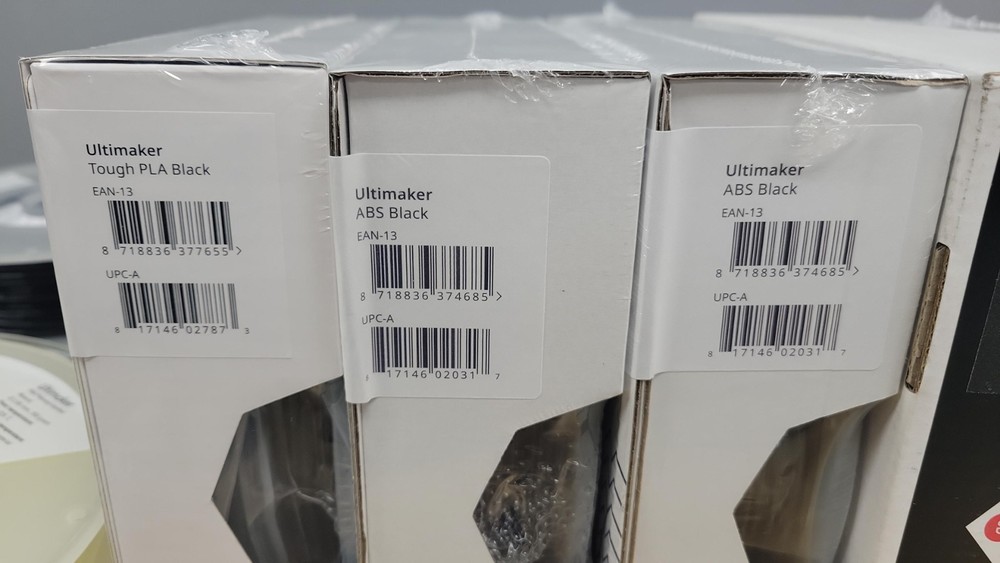 Ultimaker
Tough PLA Black
EAN-13
8 718836 377655 >
UPC-A
8 17146 02787 3
Ultimaker
ABS Black
EAN-13
8 718836 374685 >
UPC-A
8 17146 02031 7
Ultimaker
ABS Black
EAN-13
8 718836 374685 >
UPC-A
8 17146 02031 7